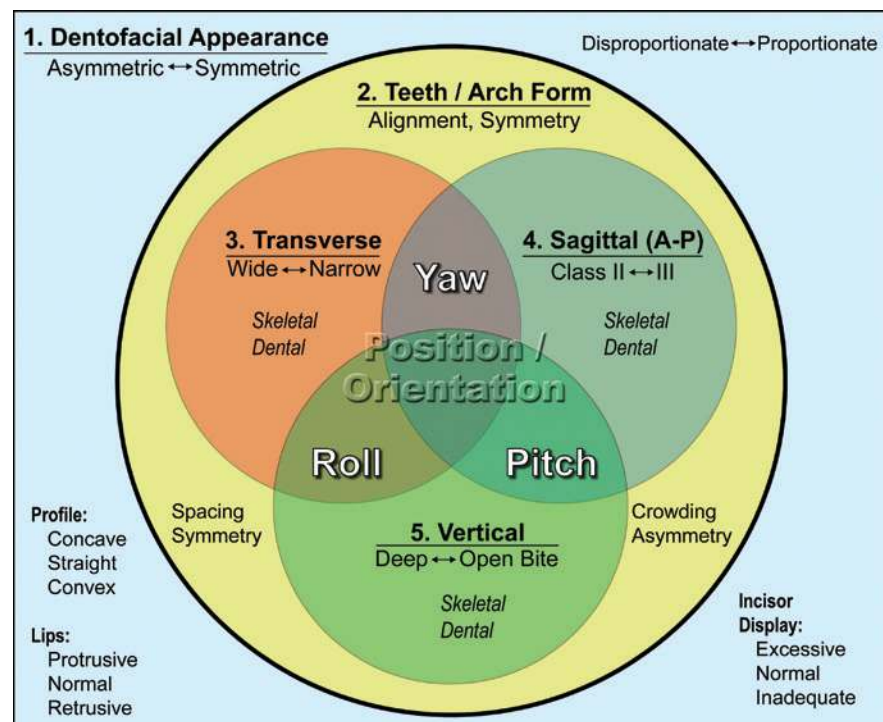 1. Dentofacial Appearance
Asymmetric ↔ Symmetric
Disproportionate ↔ Proportionate
2. Teeth / Arch Form
Alignment, Symmetry
3. Transverse
Wide ↔ Narrow
Skeletal
Dental
Yaw
4. Sagittal (A-P)
Class II ↔ III
Skeletal
Dental
Position /
Orientation
Roll
Pitch
Spacing
Symmetry
5. Vertical
Deep ↔ Open Bite
Skeletal
Dental
Crowding
Asymmetry
Profile:
Concave
Straight
Convex
Lips:
Protrusive
Normal
Retrusive
Incisor
Display:
Excessive
Normal
Inadequate